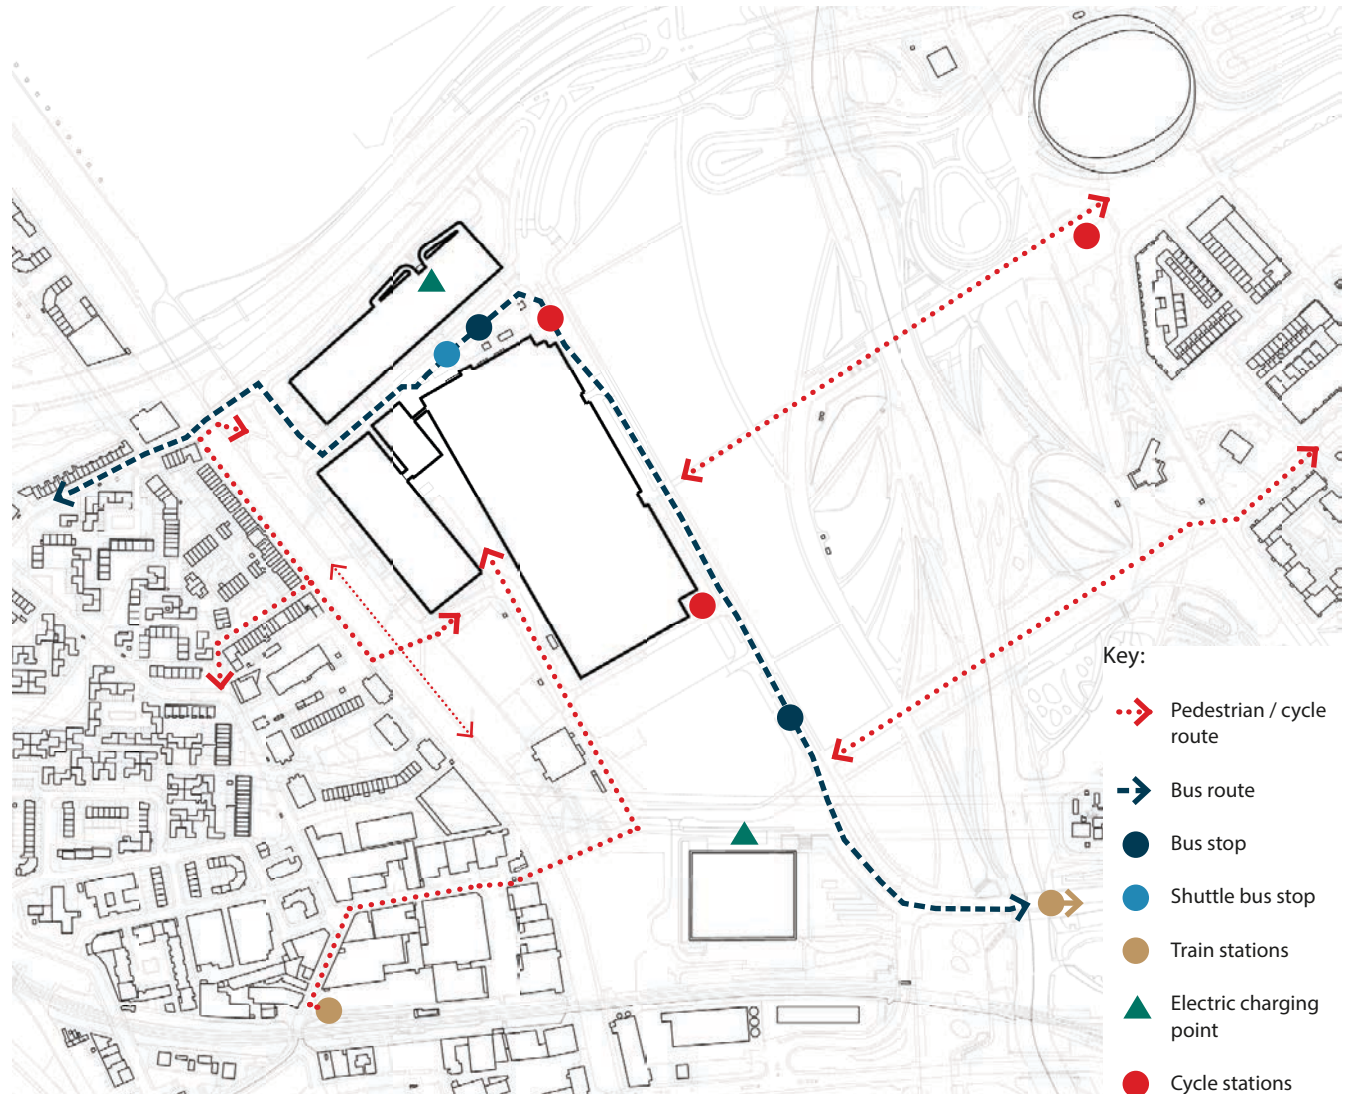 Key:
Pedestrian / cycle
route
Bus route
Bus stop
Shuttle bus stop
Train stations
Electric charging
point
Cycle stations